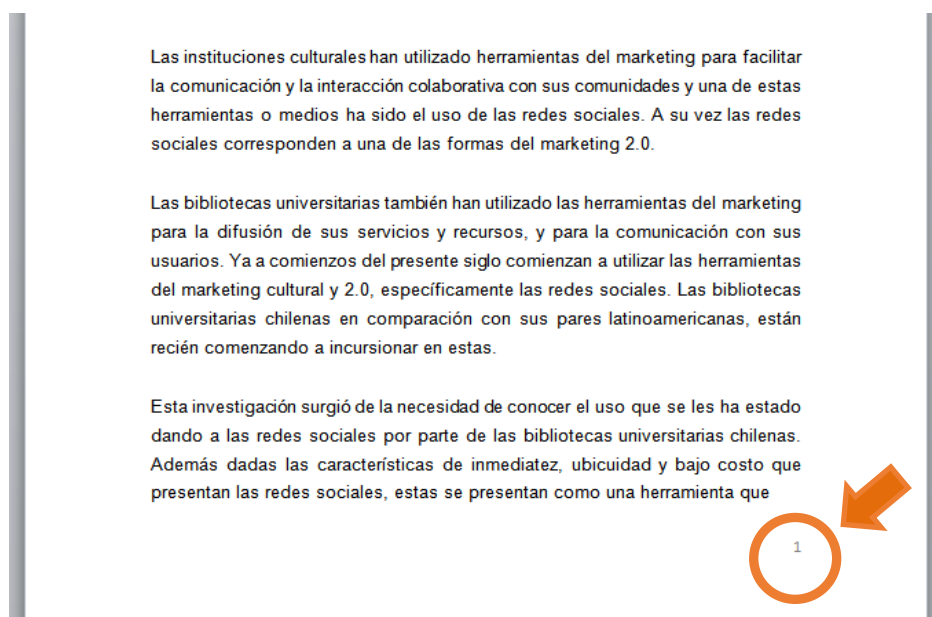 Las instituciones culturales han utilizado herramientas del marketing para facilitar
la comunicación y la interacción colaborativa con sus comunidades y una de estas
herramientas o medios ha sido el uso de las redes sociales. A su vez las redes
sociales corresponden a una de las formas del marketing 2.0.
Las bibliotecas universitarias también han utilizado las herramientas del marketing
para la difusión de sus servicios y recursos, y para la comunicación con sus
usuarios. Ya a comienzos del presente siglo comienzan a utilizar las herramientas
del marketing cultural y 2.0, específicamente las redes sociales. Las bibliotecas
universitarias chilenas en comparación con sus pares latinoamericanas, están
recién comenzando a incursionar en estas.
Esta investigación surgió de la necesidad de conocer el uso que se les ha estado
dando a las redes sociales por parte de las bibliotecas universitarias chilenas.
Además dadas las características de inmediatez, ubicuidad y bajo costo que
presentan las redes sociales, estas se presentan como una herramienta que
1